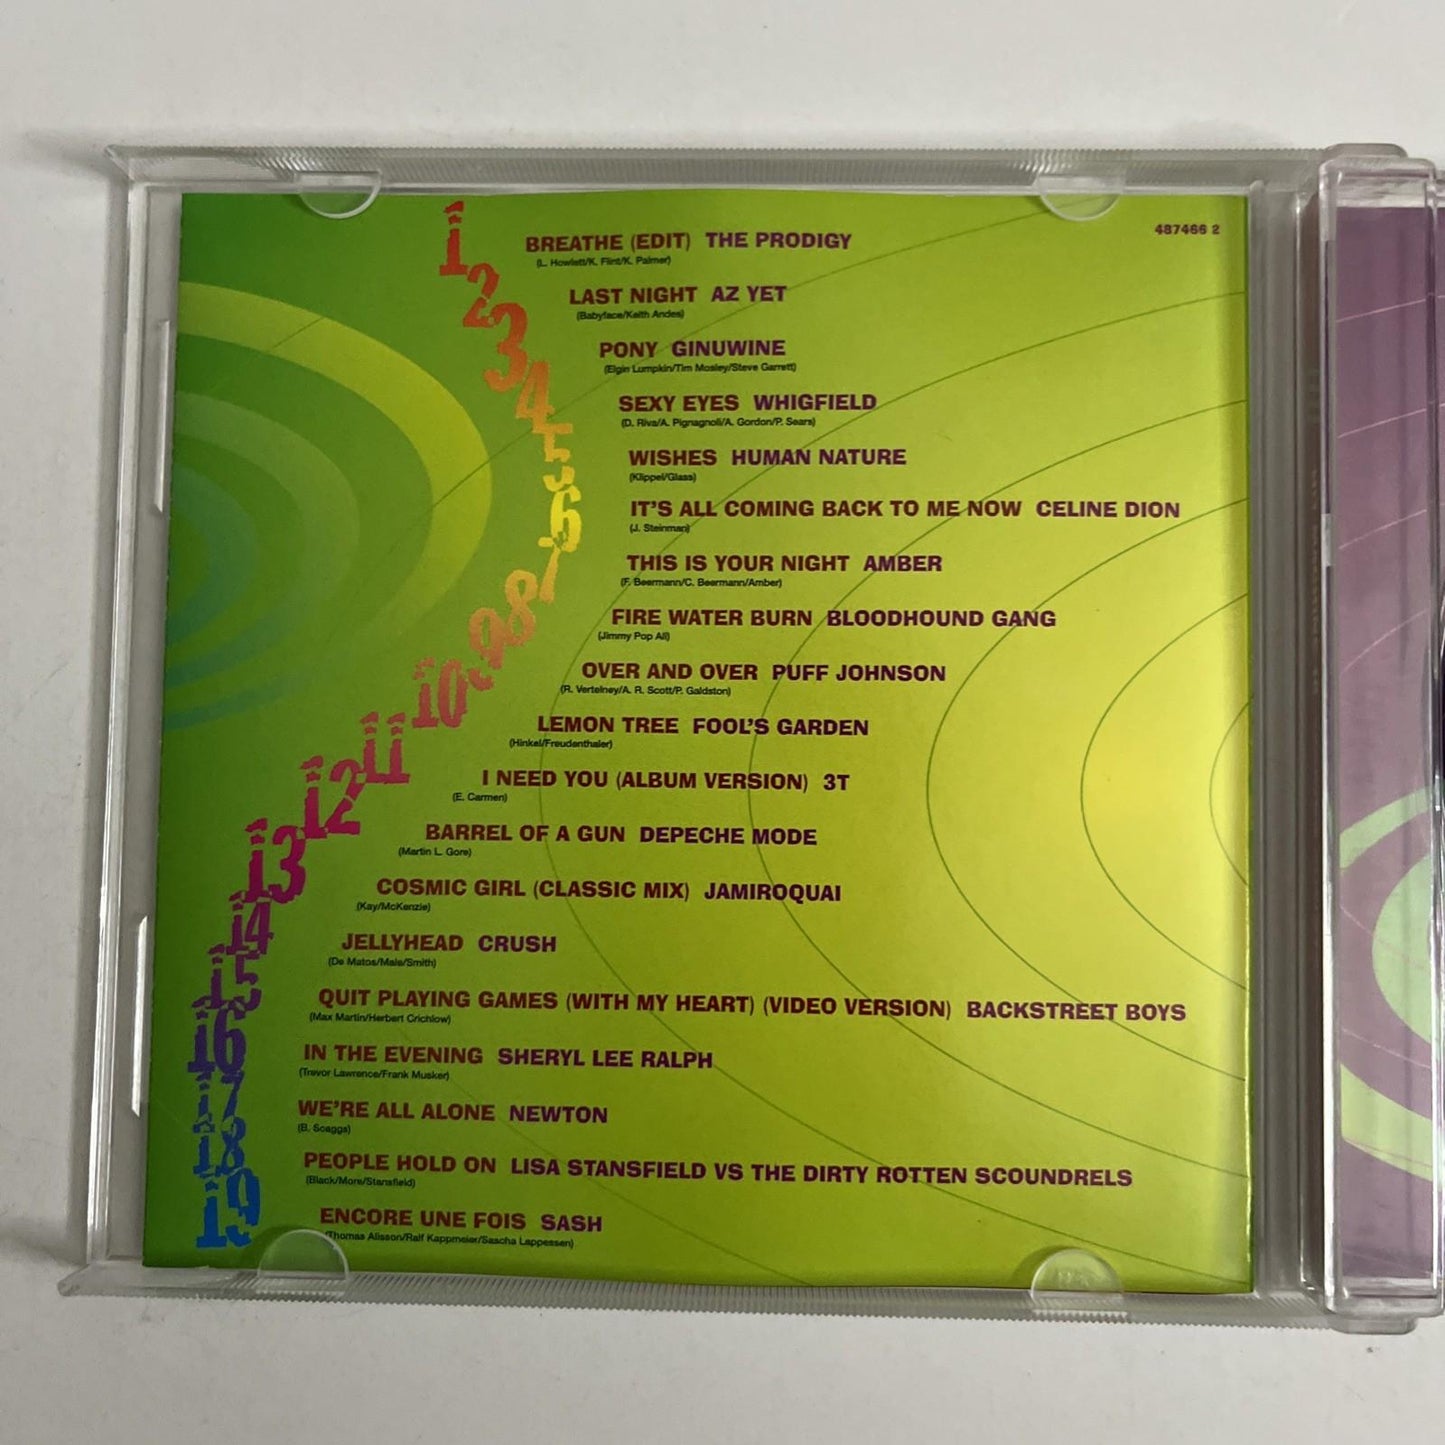 487466 2
1
BREATHE (EDIT) THE PRODIGY
(L. Howlett/K. Flint/K. Palmer)
2
LAST NIGHT AZ YET
(Babyface/Keith Andes)
3
PONY GINUWINE
(Elgin Lumpkin/Tim Mosley/Steve Garrett)
4
SEXY EYES WHIGFIELD
(D. Riva/A. Pignagnoli/A. Gordon/P. Sears)
5
WISHES HUMAN NATURE
(Klippel/Glass)
6
IT'S ALL COMING BACK TO ME NOW CELINE DION
(J. Steinman)
7
THIS IS YOUR NIGHT AMBER
(F. Beermann/C. Beermann/Amber)
8
FIRE WATER BURN BLOODHOUND GANG
(Jimmy Pop Ali)
9
OVER AND OVER PUFF JOHNSON
(R. Vertelney/A. R. Scott/P. Galdston)
10
LEMON TREE FOOL'S GARDEN
(Hinkel/Freudenthaler)
11
I NEED YOU (ALBUM VERSION) 3T
(E. Carmen)
12
BARREL OF A GUN DEPECHE MODE
(Martin L. Gore)
13
COSMIC GIRL (CLASSIC MIX) JAMIROQUAI
(Kay/McKenzie)
14
JELLYHEAD CRUSH
(De Matos/Male/Smith)
15
QUIT PLAYING GAMES (WITH MY HEART) (VIDEO VERSION) BACKSTREET BOYS
(Max Martin/Herbert Crichlow)
16
IN THE EVENING SHERYL LEE RALPH
(Trevor Lawrence/Frank Musker)
17
WE'RE ALL ALONE NEWTON
(B. Scaggs)
18
PEOPLE HOLD ON LISA STANSFIELD VS THE DIRTY ROTTEN SCOUNDRELS
(Black/More/Stansfield)
19
ENCORE UNE FOIS SASH
(Thomas Alisson/Ralf Kappmeier/Sascha Lappessen)